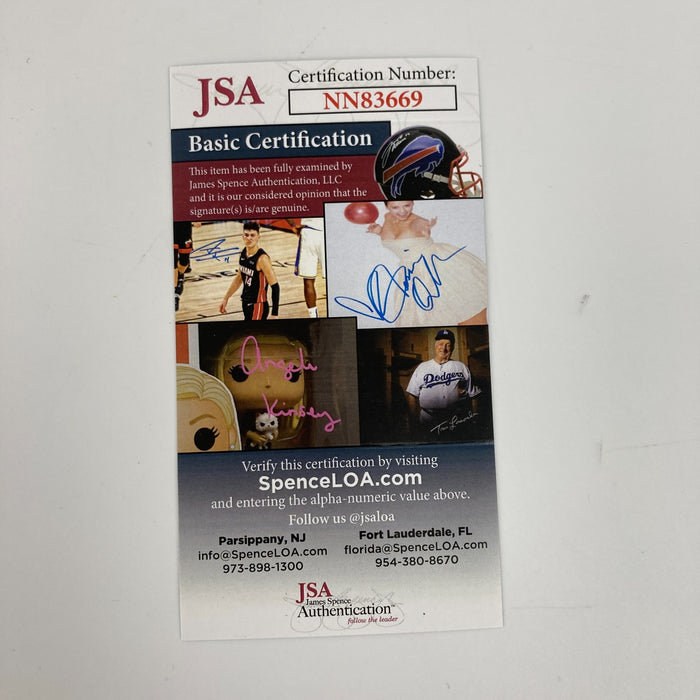 JSA
Certification Number:
NN83669
Basic Certification
This item has been fully examined by
James Spence Authentication, LLC
and it is our considered opinion that the
signature(s) is/are genuine.
MIAMI
14
Angela
Kinsey
Dodgers
Tom Lasorda
Verify this certification by visiting
SpenceLOA.com
and entering the alpha-numeric value above.
Follow us @jsaloa
Parsippany, NJ
info@SpenceLOA.com
973-898-1300
Fort Lauderdale, FL
florida@SpenceLOA.com
954-380-8670
JSA
James Spence
Authentication
follow the leader